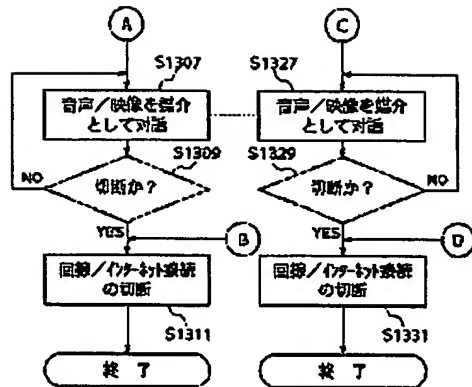 A
C
S1307
S1327
音声/映像を媒介
として対話
音声/映像を媒介
として対話
S1309
S1329
NO
切断か?
切断か?
NO
YES
B
YES
D
回線/インターネット接続
の切断
回線/インターネット接続
の切断
S1311
S1331
終了
終了